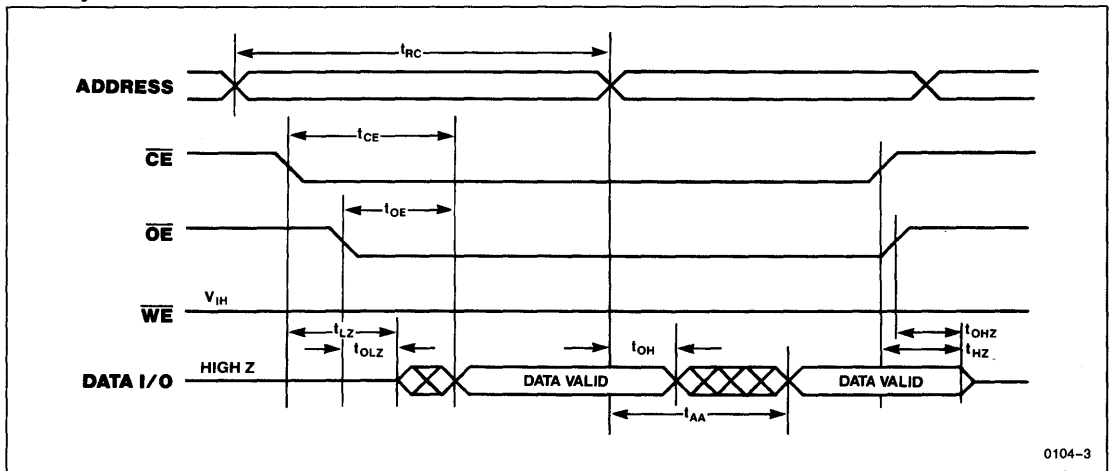 tRC
ADDRESS
tCE
CE
tOE
OE
VIH
WE
tLZ
tOHZ
tOLZ
tOH
tHZ
HIGH Z
DATA I/O
DATA VALID
DATA VALID
tAA
0104-3